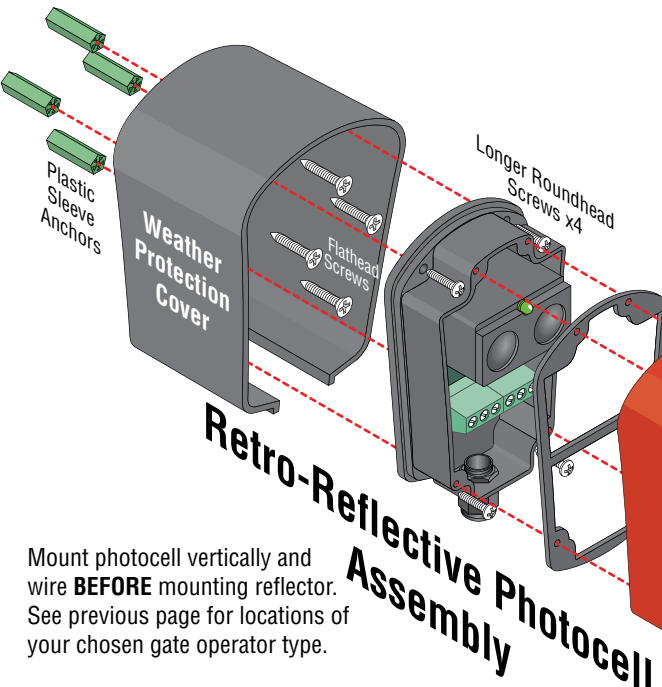 Plastic
Sleeve
Anchors
Weather
Protection
Cover
Flathead
Screws
Longer Roundhead
Screws x4
Retro-Reflective Photocell
Assembly
Mount photocell vertically and
wire BEFORE mounting reflector.
See previous page for locations of
your chosen gate operator type.